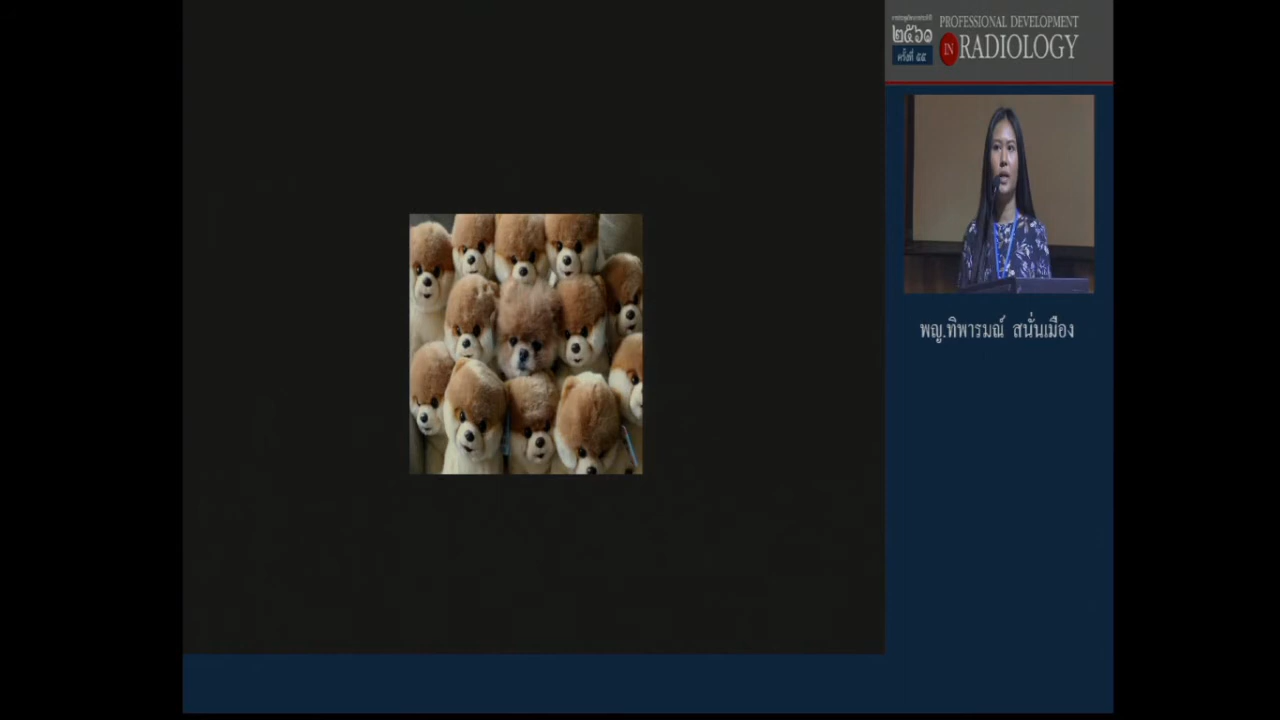 ๒๕๖๑
ครั้งที่ ๕๕
PROFESSIONAL DEVELOPMENT
IN RADIOLOGY
พญ.ทิพารมณ์ สนั่นเมือง